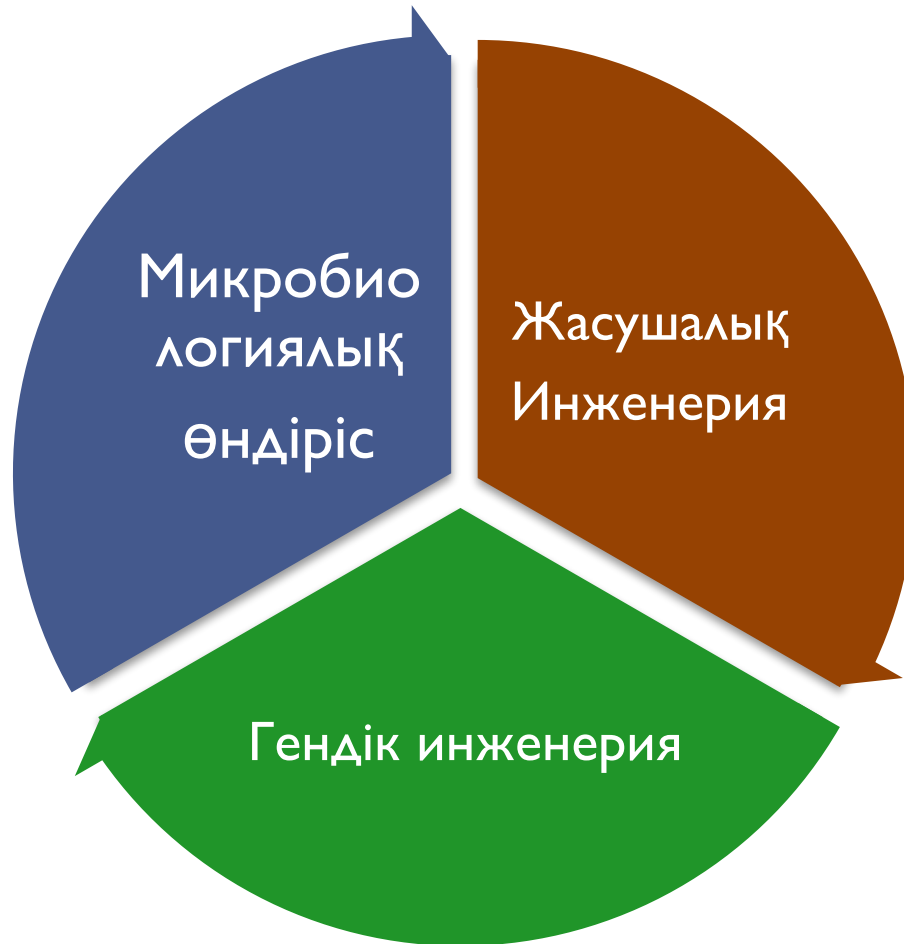 Микробио
логиялық
өндіріс
Жасушалық
Инженерия
Гендік инженерия